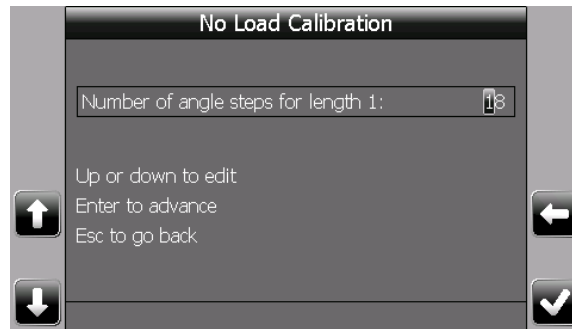 No Load Calibration
Number of angle steps for length 1: 18
Up or down to edit
Enter to advance
Esc to go back